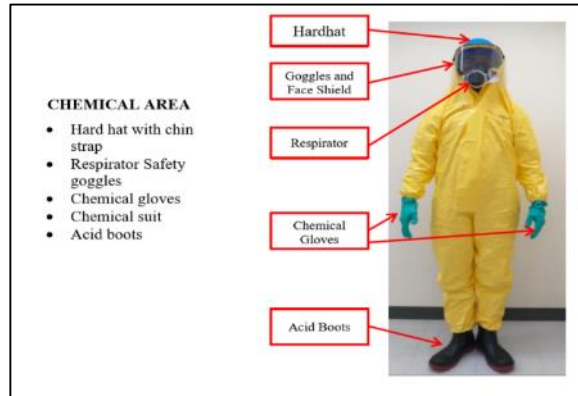 CHEMICAL AREA
• Hard hat with chin
strap
• Respirator Safety
goggles
• Chemical gloves
• Chemical suit
• Acid boots
Hardhat
Goggles and
Face Shield
Respirator
Chemical
Gloves
Acid Boots